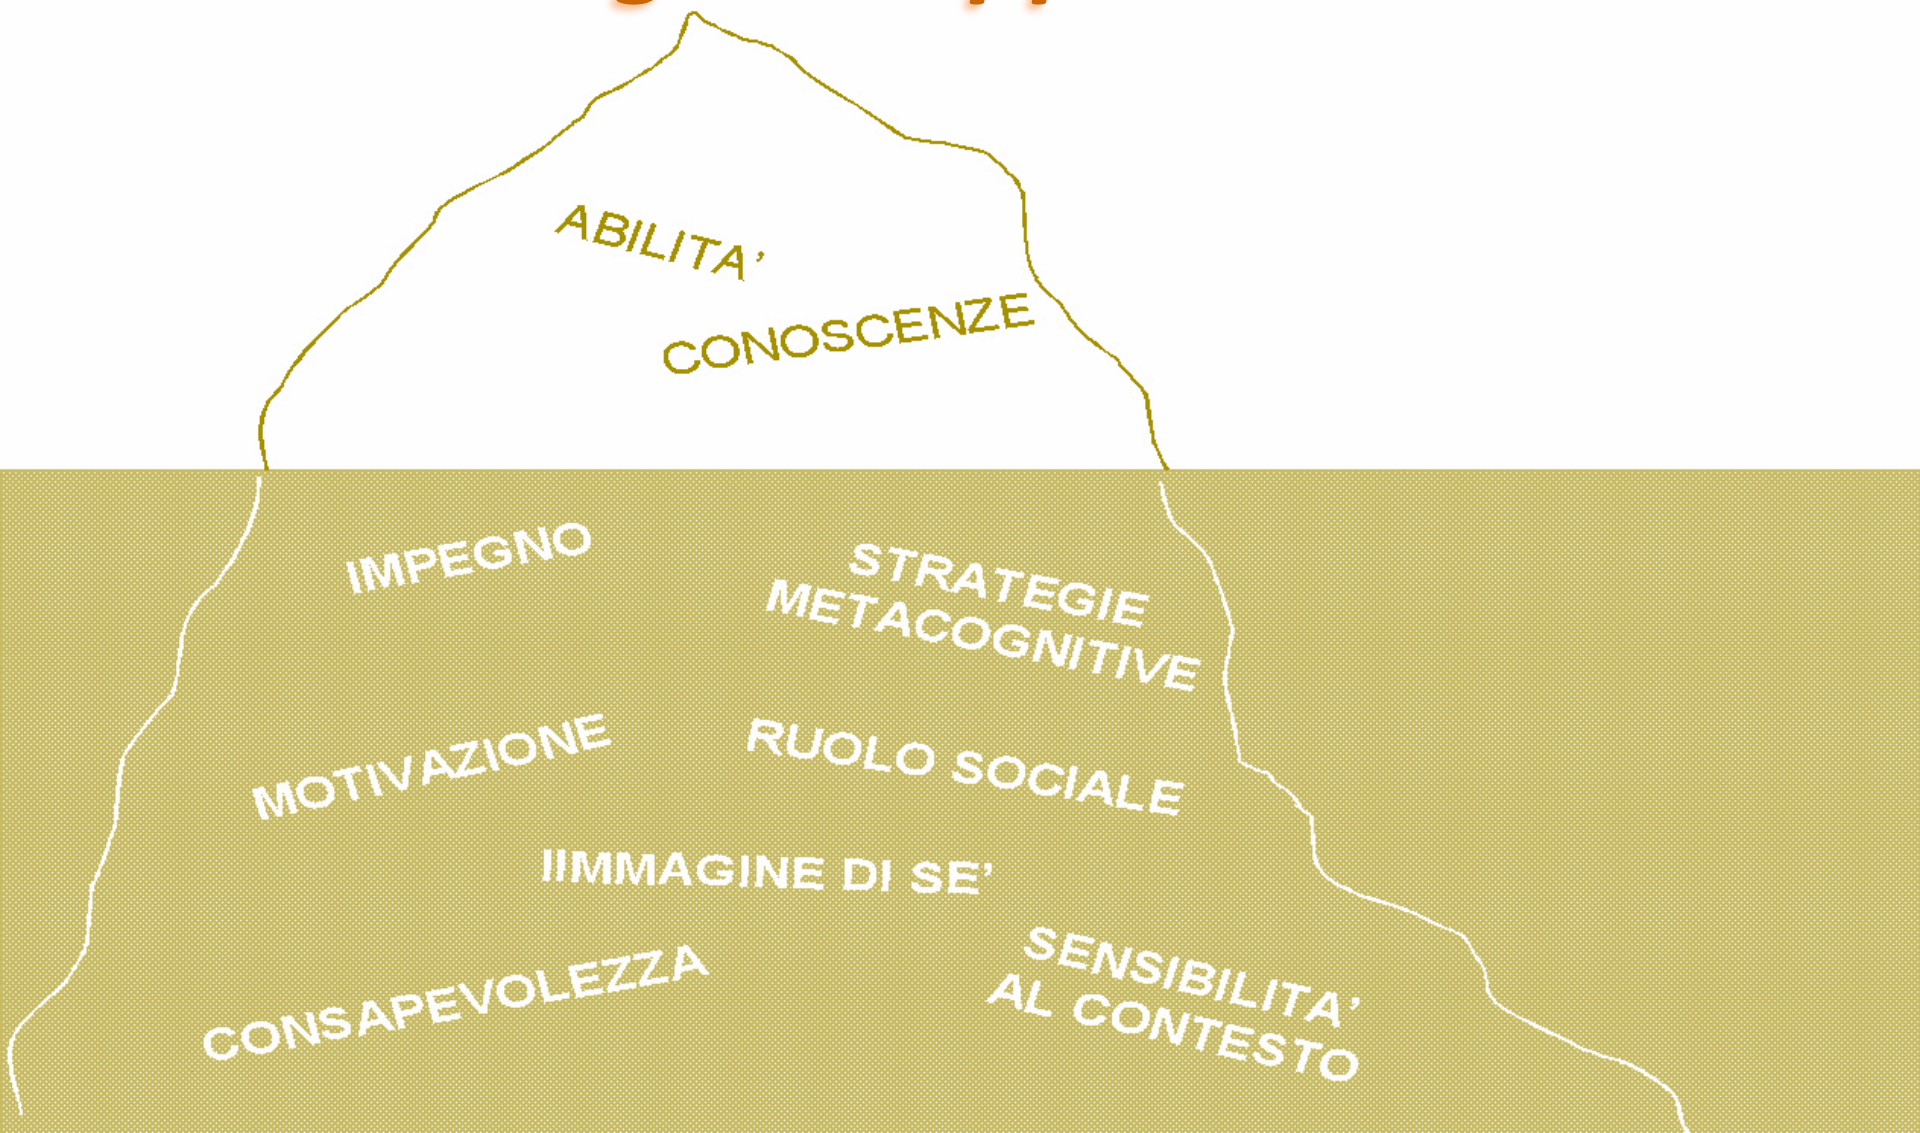 ABILITA’
CONOSCENZE
IMPEGNO
STRATEGIE
METACOGNITIVE
MOTIVAZIONE
RUOLO SOCIALE
IIMMAGINE DI SE’
CONSAPEVOLEZZA
SENSIBILITA’
AL CONTESTO